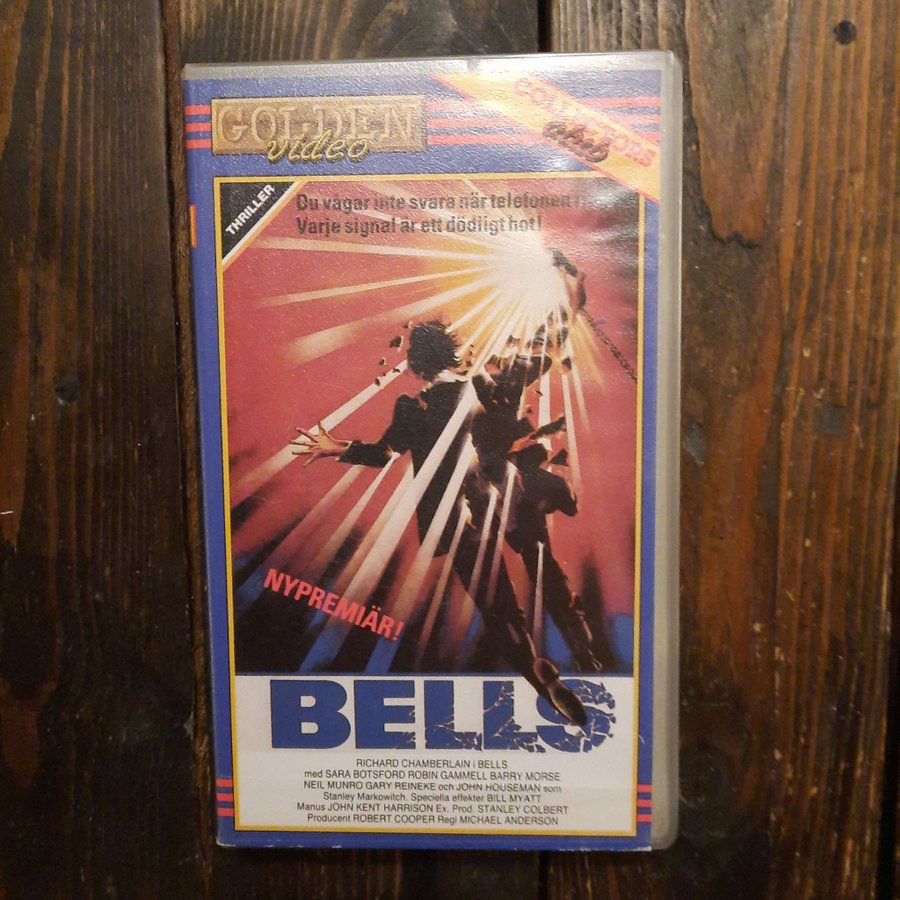 GOLDEN
video
COLLECTORS
club
THRILLER
Du vågar inte svara när telefonen
Varje signal är ett dödligt hot!
NYPREMIÄR!
BELLS
RICHARD CHAMBERLAIN i BELLS
med SARA BOTSFORD ROBIN GAMMELL BARRY MORSE
NEIL MUNRO GARY REINEKE och JOHN HOUSEMAN som
Stanley Markowitch. Speciella effekter BILL MYATT
Manus JOHN KENT HARRISON Ex. Prod. STANLEY COLBERT
Producent ROBERT COOPER Regi MICHAEL ANDERSON